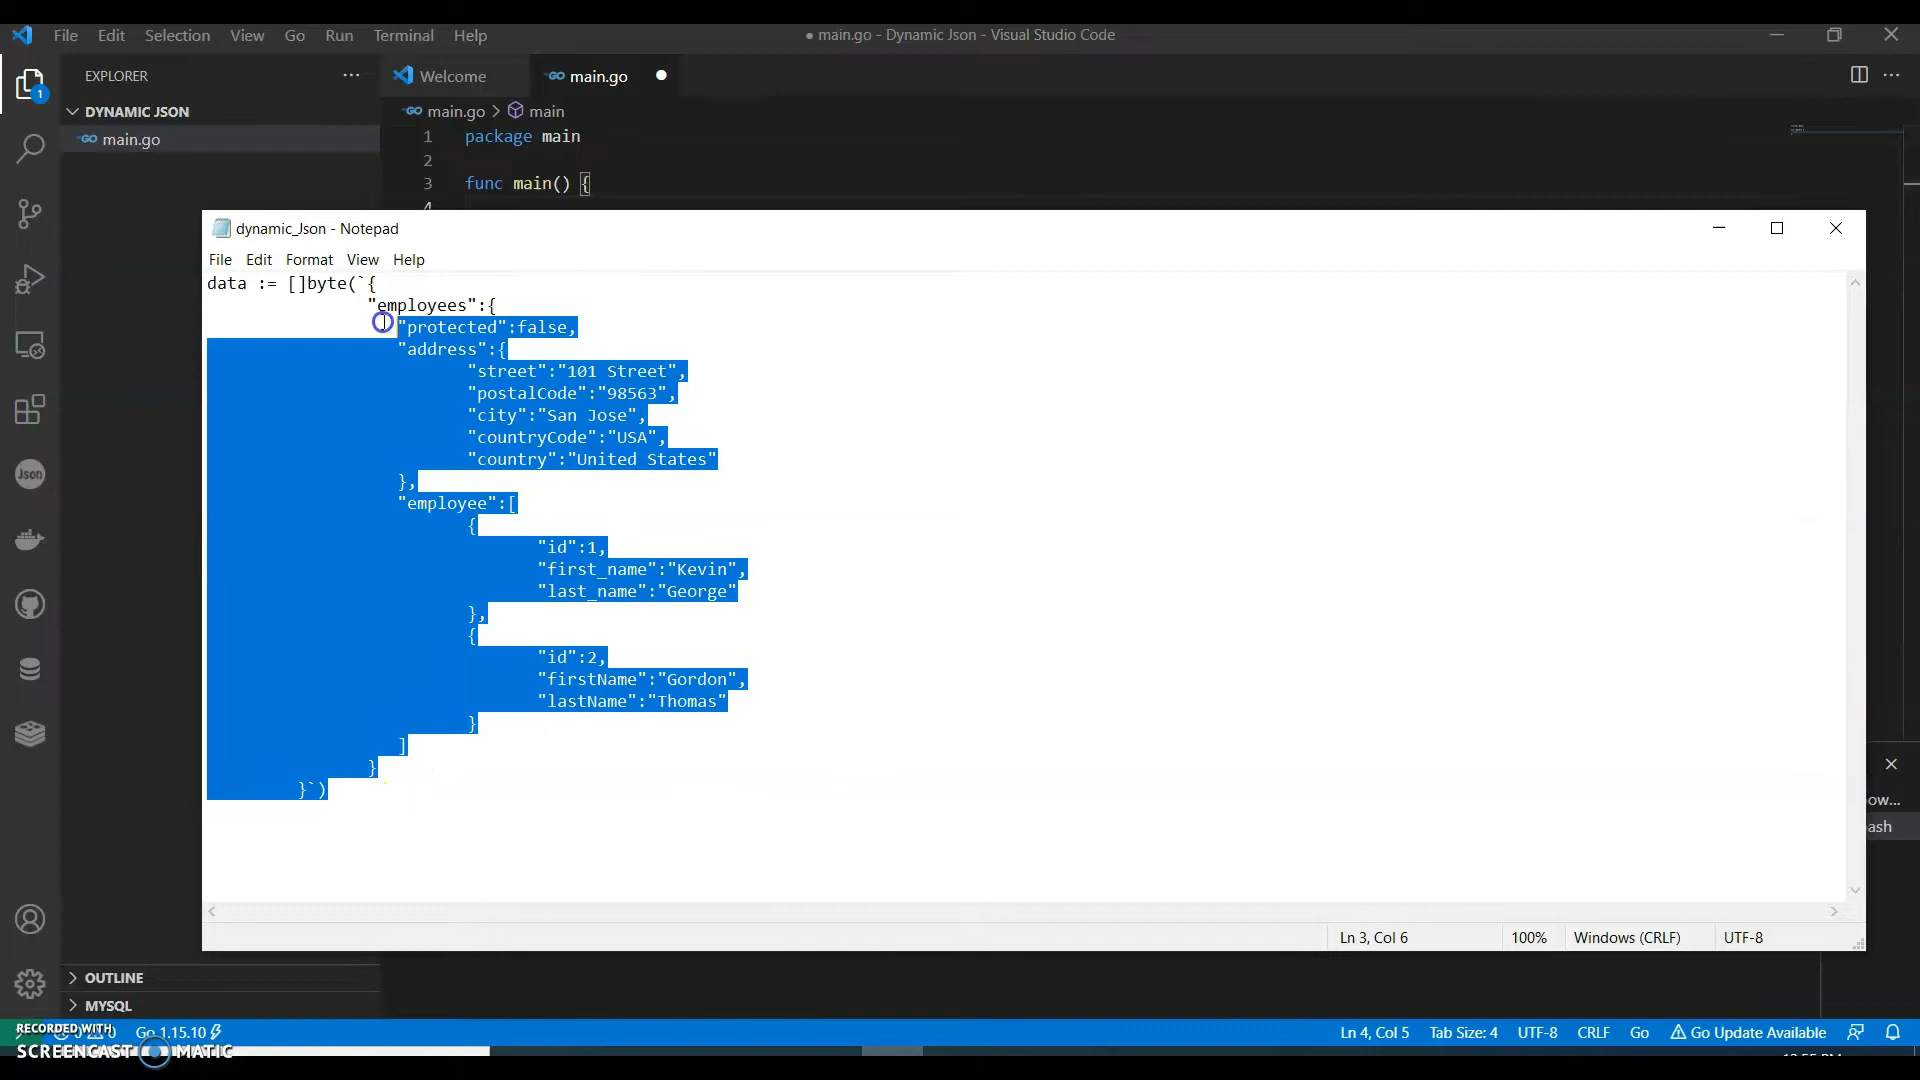 File Edit Selection View Go Run Terminal Help
● main.go - Dynamic Json - Visual Studio Code
EXPLORER
Welcome
main.go
DYNAMIC JSON
main.go
main.go > main
1 package main
2
3 func main() {
4
dynamic_Json - Notepad
File Edit Format View Help
data := []byte(`{
"employees":{
"protected":false,
"address":{
"street":"101 Street",
"postalCode":"98563",
"city":"San Jose",
"countryCode":"USA",
"country":"United States"
},
"employee":[
{
"id":1,
"first_name":"Kevin",
"last_name":"George"
},
{
"id":2,
"firstName":"Gordon",
"lastName":"Thomas"
}
]
}
}`)
Ln 3, Col 6
100%
Windows (CRLF)
UTF-8
1
Json
ow...
ash
OUTLINE
MYSQL
Go 1.15.10
Ln 4, Col 5
Tab Size: 4
UTF-8
CRLF
Go
Go Update Available
RECORDED WITH
SCREENCAST MATIC